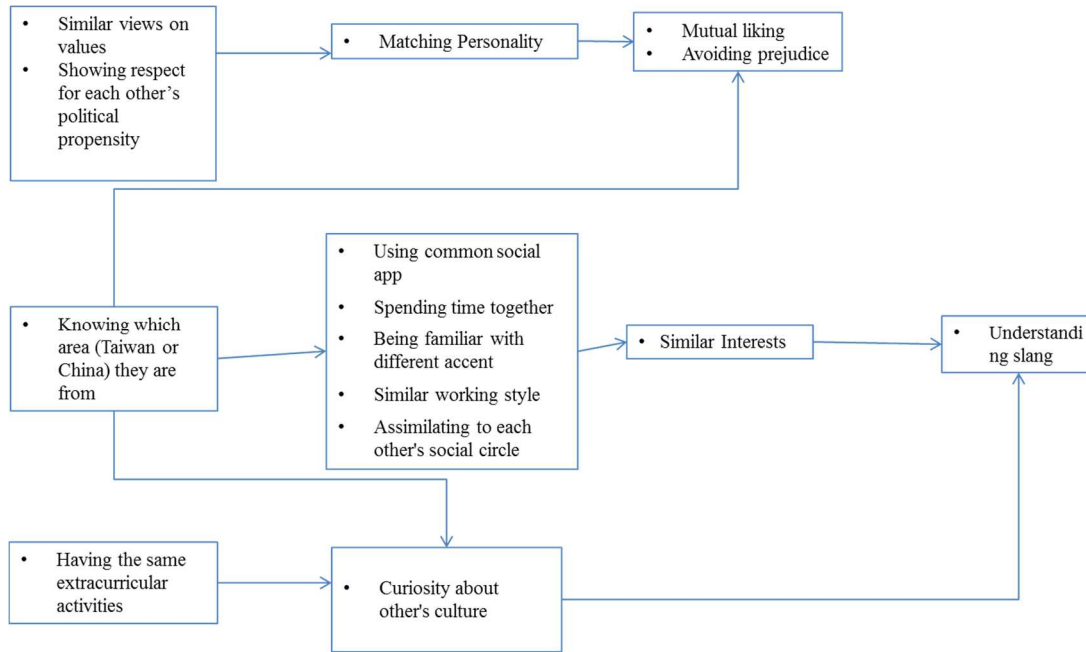 • Similar views on
values
• Showing respect
for each other’s
political
propensity
• Matching Personality
• Mutual liking
• Avoiding prejudice
• Knowing which
area (Taiwan or
China) they are
from
• Using common social
app
• Spending time together
• Being familiar with
different accent
• Similar working style
• Assimilating to each
other's social circle
• Similar Interests
• Understandi
ng slang
• Having the same
extracurricular
activities
• Curiosity about
other's culture